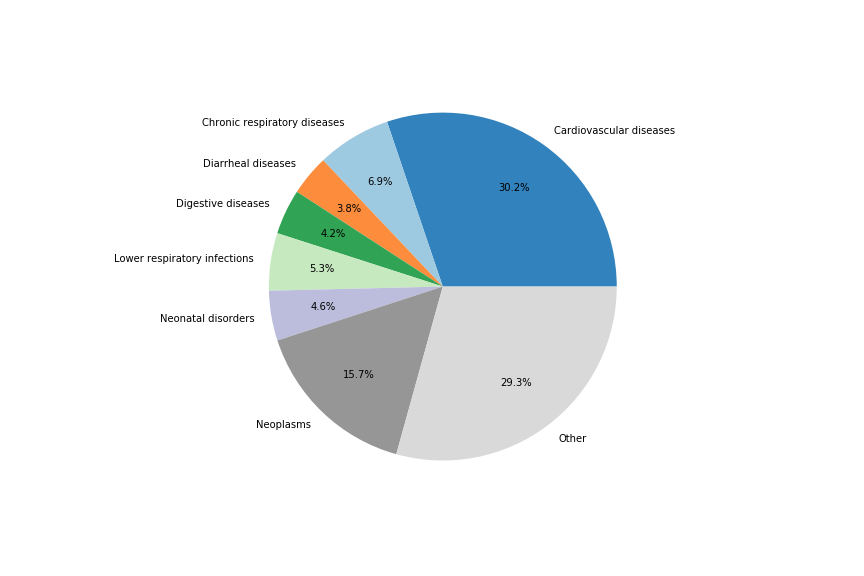 Chronic respiratory diseases
Cardiovascular diseases
Diarrheal diseases
6.9%
30.2%
Digestive diseases
3.8%
4.2%
Lower respiratory infections
5.3%
Neonatal disorders
4.6%
15.7%
29.3%
Neoplasms
Other